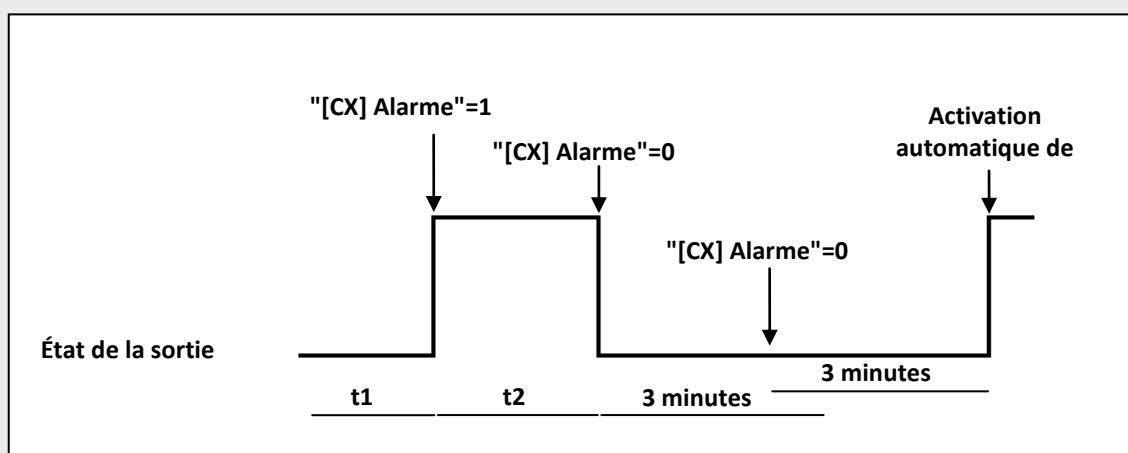 "[CX] Alarme"=1
"[CX] Alarme"=0
Activation
automatique de
"[CX] Alarme"=0
État de la sortie
3 minutes
t1
t2
3 minutes